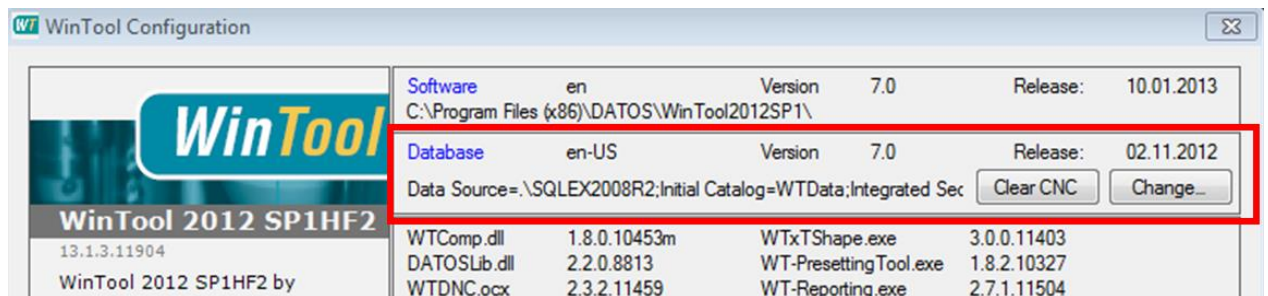 WinTool Configuration
Software en Version 7.0 Release: 10.01.2013
C:\Program Files (x86)\DATOS\WinTool2012SP1\
Database en-US Version 7.0 Release: 02.11.2012
Data Source=.\SQLEX2008R2;Initial Catalog=WTData;Integrated Sec Clear CNC Change...
WinTool
WinTool 2012 SP1HF2
13.1.3.11904
WinTool 2012 SP1HF2 by
WTComp.dll 1.8.0.10453m WTxTShape.exe 3.0.0.11403
DATOSLib.dll 2.2.0.8813 WT-PresettingTool.exe 1.8.2.10327
WTDNC.ocx 2.3.2.11459 WT-Reporting.exe 2.7.1.11504